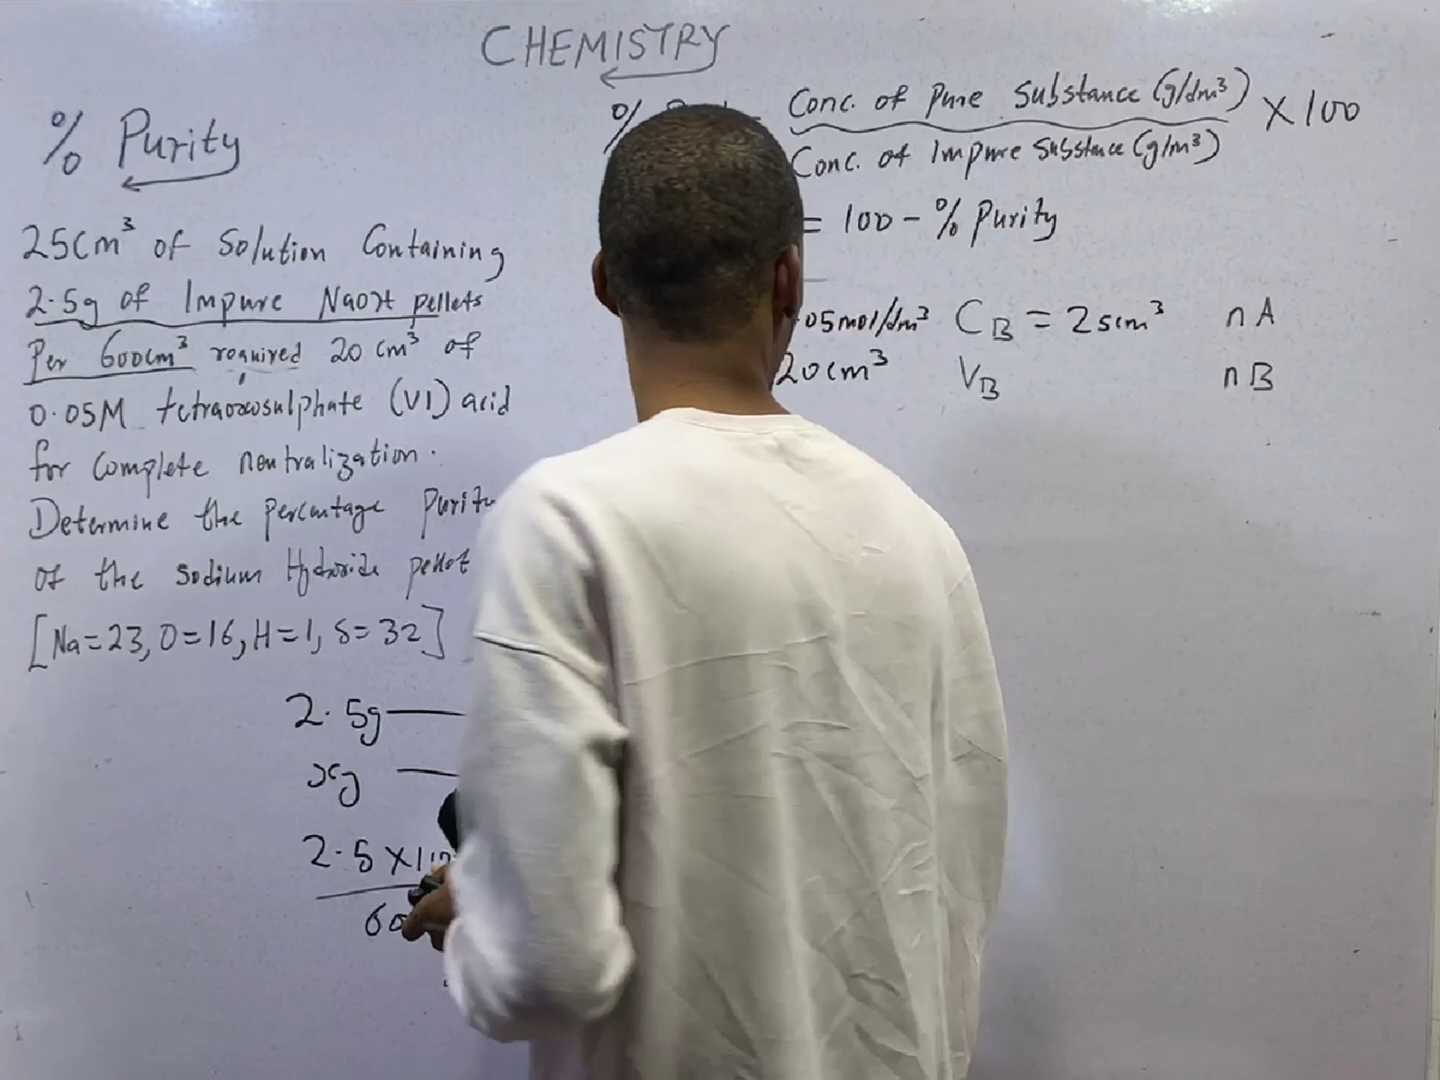 CHEMISTRY
% Purity
25cm³ of Solution Containing
2.5g of Impure NaOH pellets
Per 600cm³ required 20 cm³ of
0.05M tetraoxosulphate (VI) acid
for complete neutralization.
Determine the percentage
of the Sodium Hydroxide pellet
[Na=23, O=16, H=1, S=32]
2.5g
xg
2.5 ×
%
Conc. of Pure Substance (g/dm³) × 100
Conc. of Impure Substance (g/m³)
= 100 - % Purity
05mol/dm³ C_B = 25cm³ nA
20cm³ V_B nB